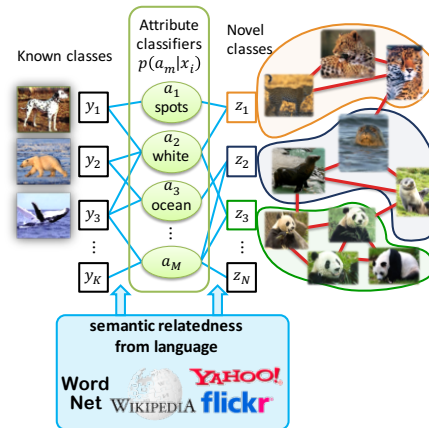 Known classes
Attribute
classifiers
p(a_m|x_i)
Novel
classes
y_1
y_2
y_3
⋮
y_K
a_1
spots
a_2
white
a_3
ocean
⋮
a_M
z_1
z_2
z_3
⋮
z_N
semantic relatedness
from language
Word
Net
WIKIPEDIA
YAHOO!
flickr